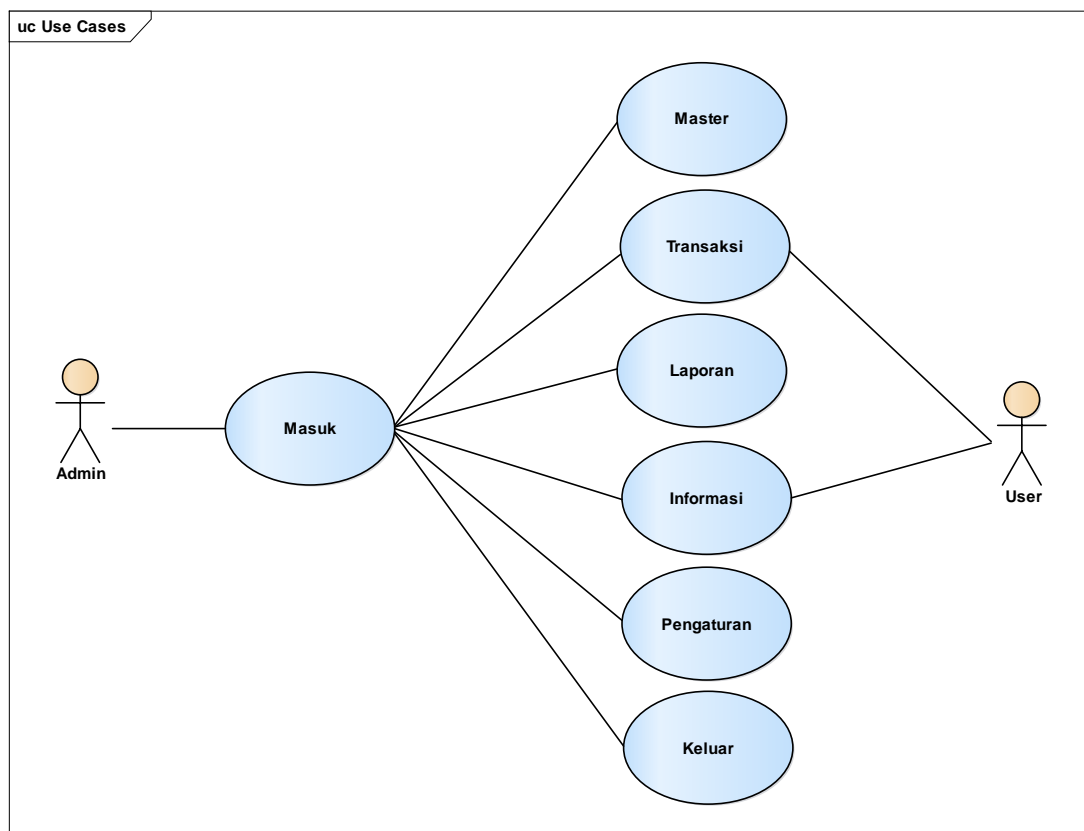 uc Use Cases
Master
Transaksi
Laporan
Masuk
Admin
Informasi
User
Pengaturan
Keluar